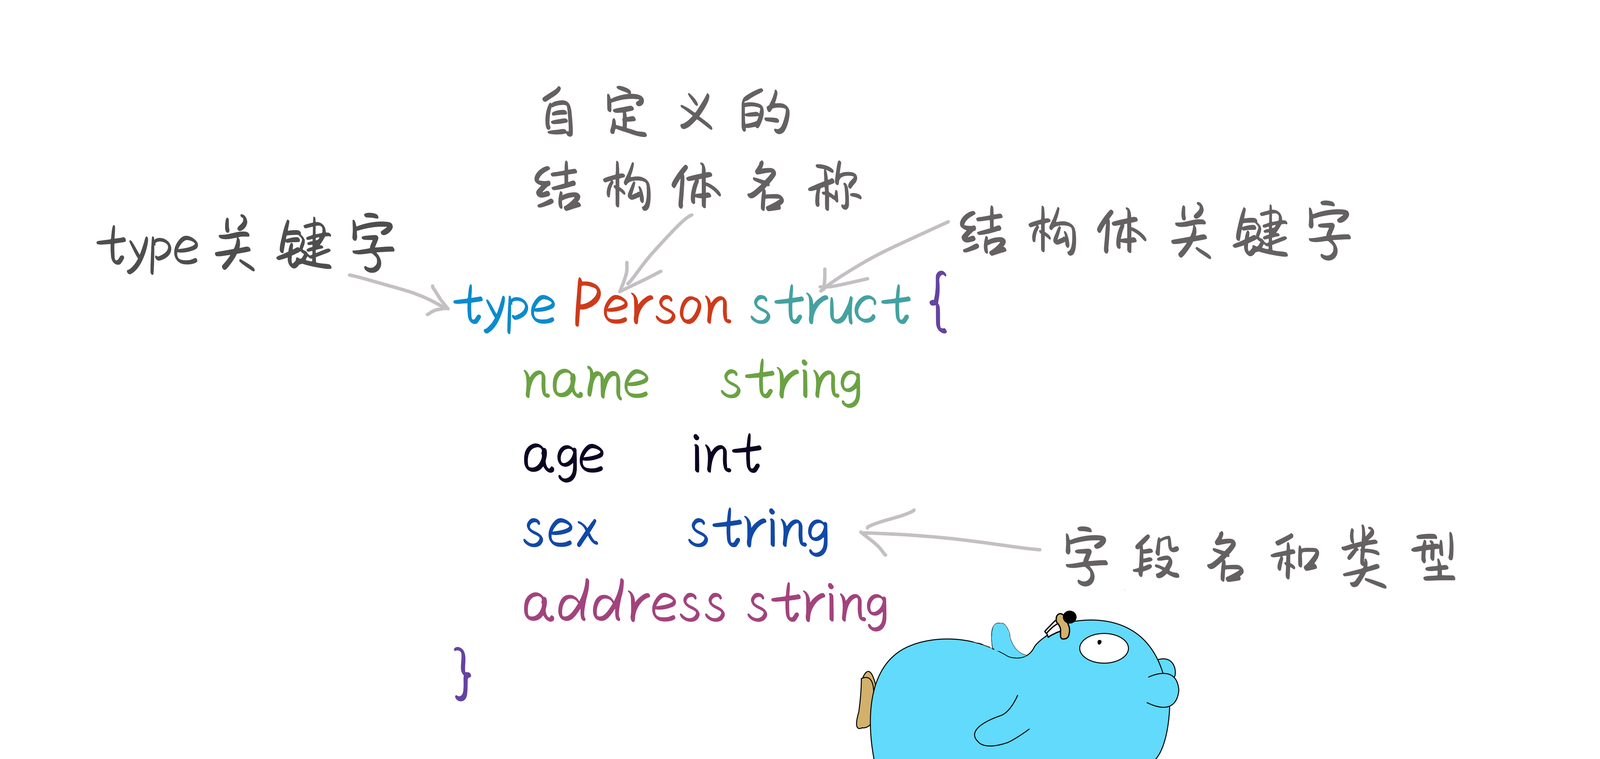 自定义的
结构体名称
type关键字
结构体关键字
type Person struct {
name string
age int
sex string
字段名和类型
address string
}